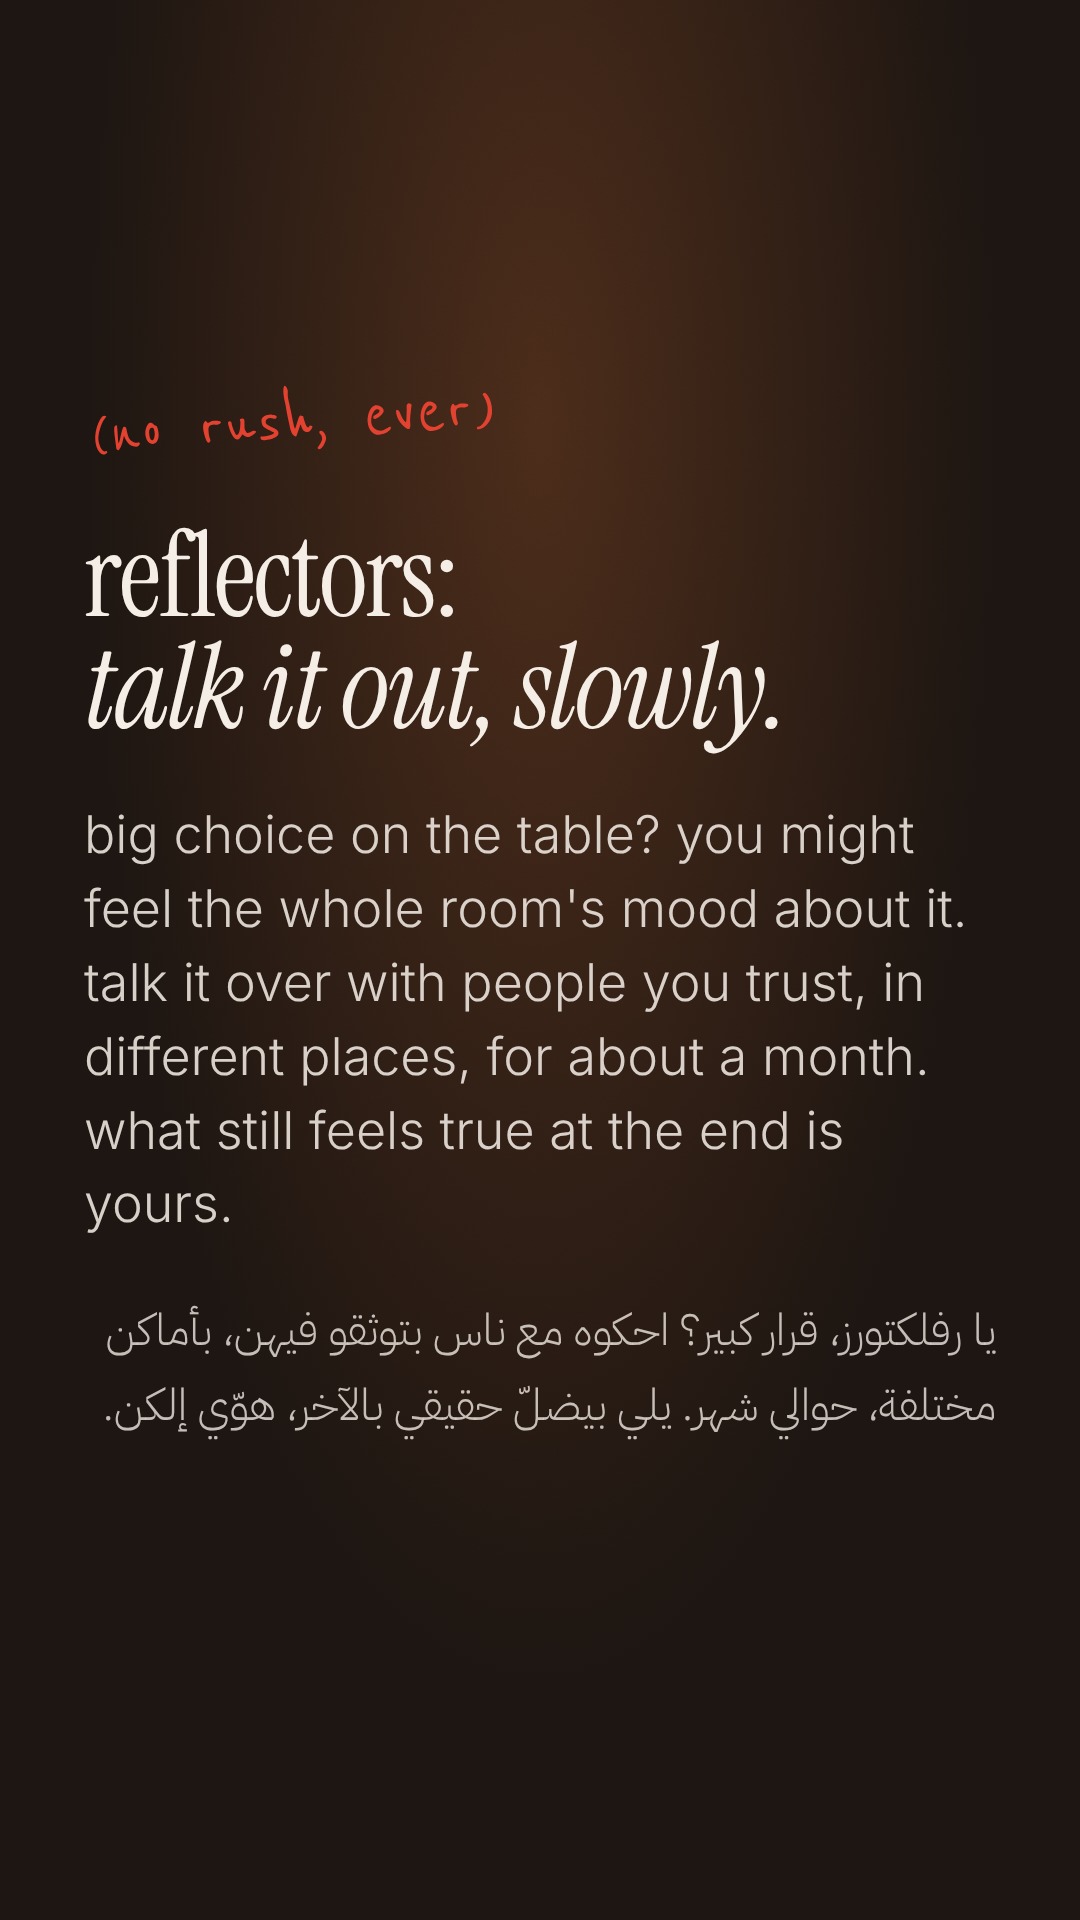 (no rush, ever)
reflectors:
talk it out, slowly.
big choice on the table? you might
feel the whole room's mood about it.
talk it over with people you trust, in
different places, for about a month.
what still feels true at the end is
yours.
يا رفلكتورز، قرار كبير؟ احكوه مع ناس بتوثقو فيهن، بأماكن
مختلفة، حوالي شهر. يلي بيضلّ حقيقي بالآخر، هوّي إلكن.